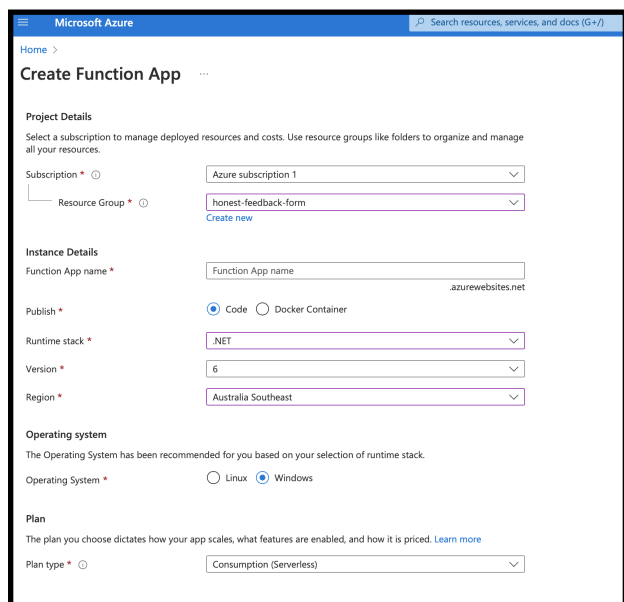 Microsoft Azure
Search resources, services, and docs (G+/)
Home >
Create Function App ...
Project Details
Select a subscription to manage deployed resources and costs. Use resource groups like folders to organize and manage
all your resources.
Subscription * Azure subscription 1
Resource Group * honest-feedback-form
Create new
Instance Details
Function App name * Function App name
.azurewebsites.net
Publish * Code Docker Container
Runtime stack * .NET
Version * 6
Region * Australia Southeast
Operating system
The Operating System has been recommended for you based on your selection of runtime stack.
Operating System * Linux Windows
Plan
The plan you choose dictates how your app scales, what features are enabled, and how it is priced. Learn more
Plan type * Consumption (Serverless)